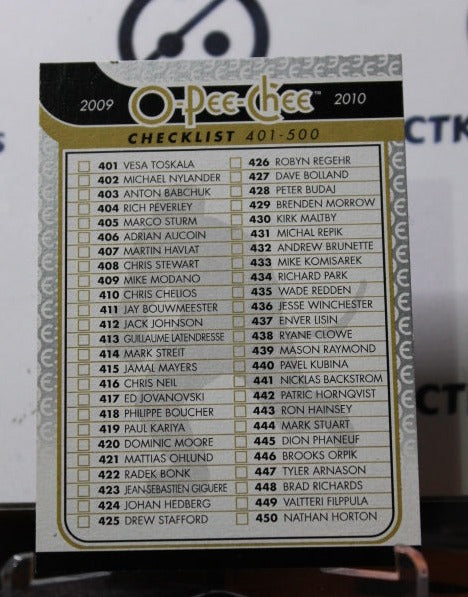 2009 O-Pee-Chee™ 2010
CHECKLIST 401-500
401 VESA TOSKALA
402 MICHAEL NYLANDER
403 ANTON BABCHUK
404 RICH PEVERLEY
405 MARCO STURM
406 ADRIAN AUCOIN
407 MARTIN HAVLAT
408 CHRIS STEWART
409 MIKE MODANO
410 CHRIS CHELIOS
411 JAY BOUWMEESTER
412 JACK JOHNSON
413 GUILLAUME LATENDRESSE
414 MARK STREIT
415 JAMAL MAYERS
416 CHRIS NEIL
417 ED JOVANOVSKI
418 PHILIPPE BOUCHER
419 PAUL KARIYA
420 DOMINIC MOORE
421 MATTIAS OHLUND
422 RADEK BONK
423 JEAN-SEBASTIEN GIGUERE
424 JOHAN HEDBERG
425 DREW STAFFORD
426 ROBYN REGEHR
427 DAVE BOLLAND
428 PETER BUDAJ
429 BRENDEN MORROW
430 KIRK MALTBY
431 MICHAL REPIK
432 ANDREW BRUNETTE
433 MIKE KOMISAREK
434 RICHARD PARK
435 WADE REDDEN
436 JESSE WINCHESTER
437 ENVER LISIN
438 RYANE CLOWE
439 MASON RAYMOND
440 PAVEL KUBINA
441 NICKLAS BACKSTROM
442 PATRIC HORNQVIST
443 RON HAINSEY
444 MARK STUART
445 DION PHANEUF
446 BROOKS ORPIK
447 TYLER ARNASON
448 BRAD RICHARDS
449 VALTTERI FILPPULA
450 NATHAN HORTON
CTK